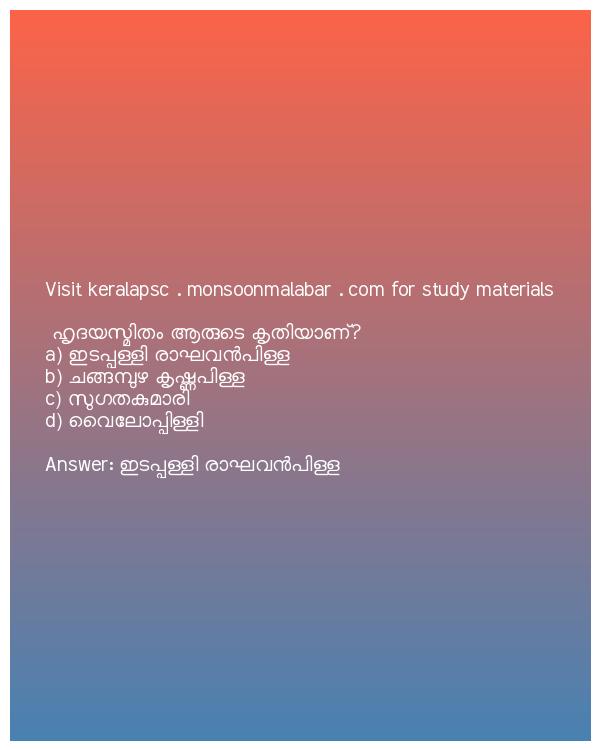 Visit keralapsc . monsoonmalabar . com for study materials
ഹൃദയസ്മിതം ആരുടെ കൃതിയാണ്?
a) ഇടപ്പള്ളി രാഘവൻപിള്ള
b) ചങ്ങമ്പുഴ കൃഷ്ണപിള്ള
c) സുഗതകുമാരി
d) വൈലോപ്പിള്ളി
Answer: ഇടപ്പള്ളി രാഘവൻപിള്ള